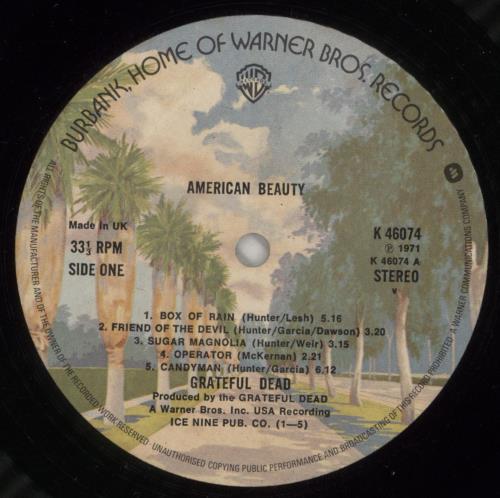 BURBANK, HOME OF WARNER BROS. RECORDS
AMERICAN BEAUTY
Made in UK
33⅓ RPM
SIDE ONE
K 46074
℗ 1971
K 46074 A
STEREO
1. BOX OF RAIN (Hunter/Lesh) 5.16
2. FRIEND OF THE DEVIL (Hunter/Garcia/Dawson) 3.20
3. SUGAR MAGNOLIA (Hunter/Weir) 3.15
4. OPERATOR (McKernan) 2.21
5. CANDYMAN (Hunter/Garcia) 6,12
GRATEFUL DEAD
Produced by the GRATEFUL DEAD
A Warner Bros. Inc. USA Recording
ICE NINE PUB. CO. (1—5)
ALL RIGHTS OF THE MANUFACTURER AND OF THE OWNER OF THE RECORDED WORK RESERVED · UNAUTHORISED COPYING PUBLIC PERFORMANCE AND BROADCASTING OF THIS RECORD PROHIBITED · A WARNER COMMUNICATIONS COMPANY